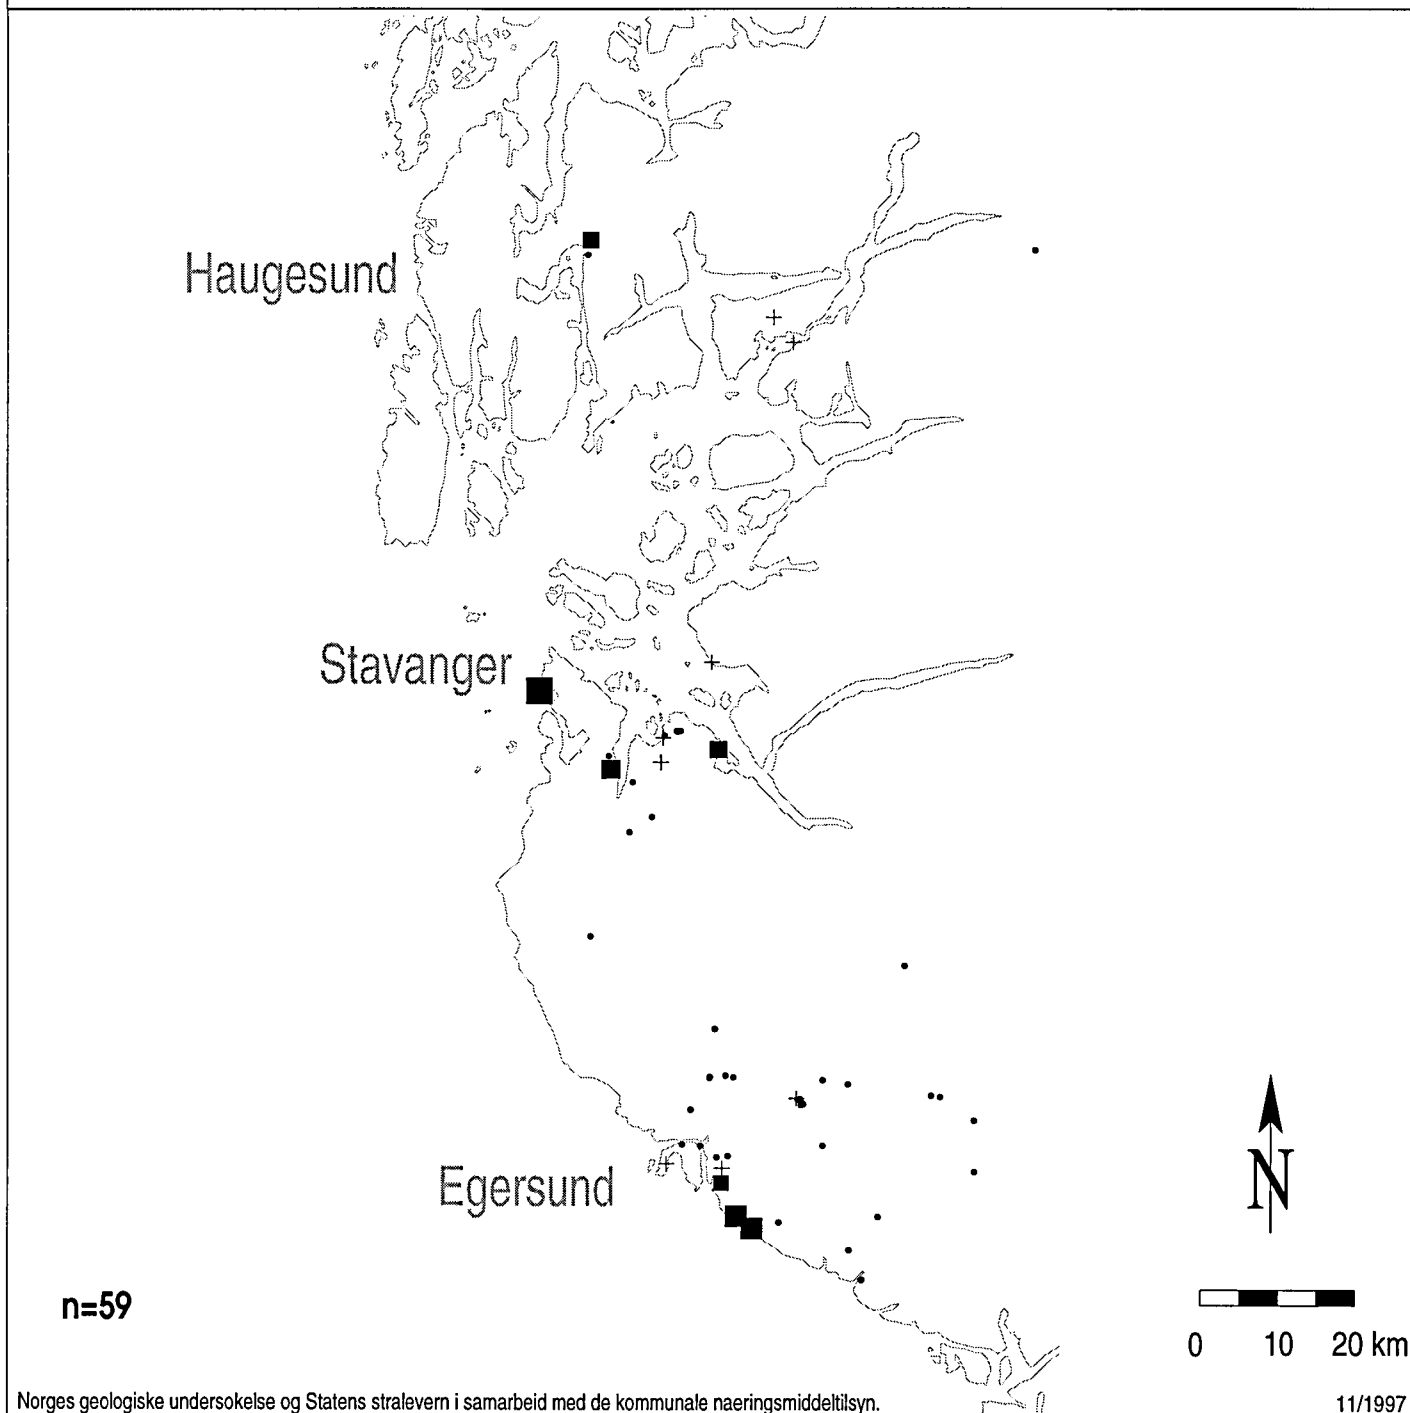 Haugesund
Stavanger
Egersund
N
n=59
0 10 20 km
Norges geologiske undersokelse og Statens stralevern i samarbeid med de kommunale naeringsmiddeltilsyn.
11/1997